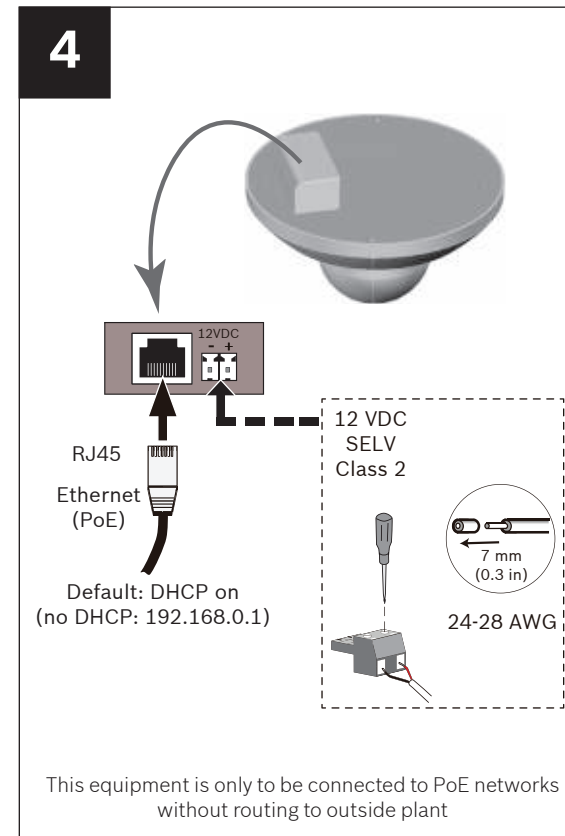 4
12VDC
- +
RJ45
Ethernet
(PoE)
Default: DHCP on
(no DHCP: 192.168.0.1)
12 VDC
SELV
Class 2
7 mm
(0.3 in)
24-28 AWG
This equipment is only to be connected to PoE networks
without routing to outside plant